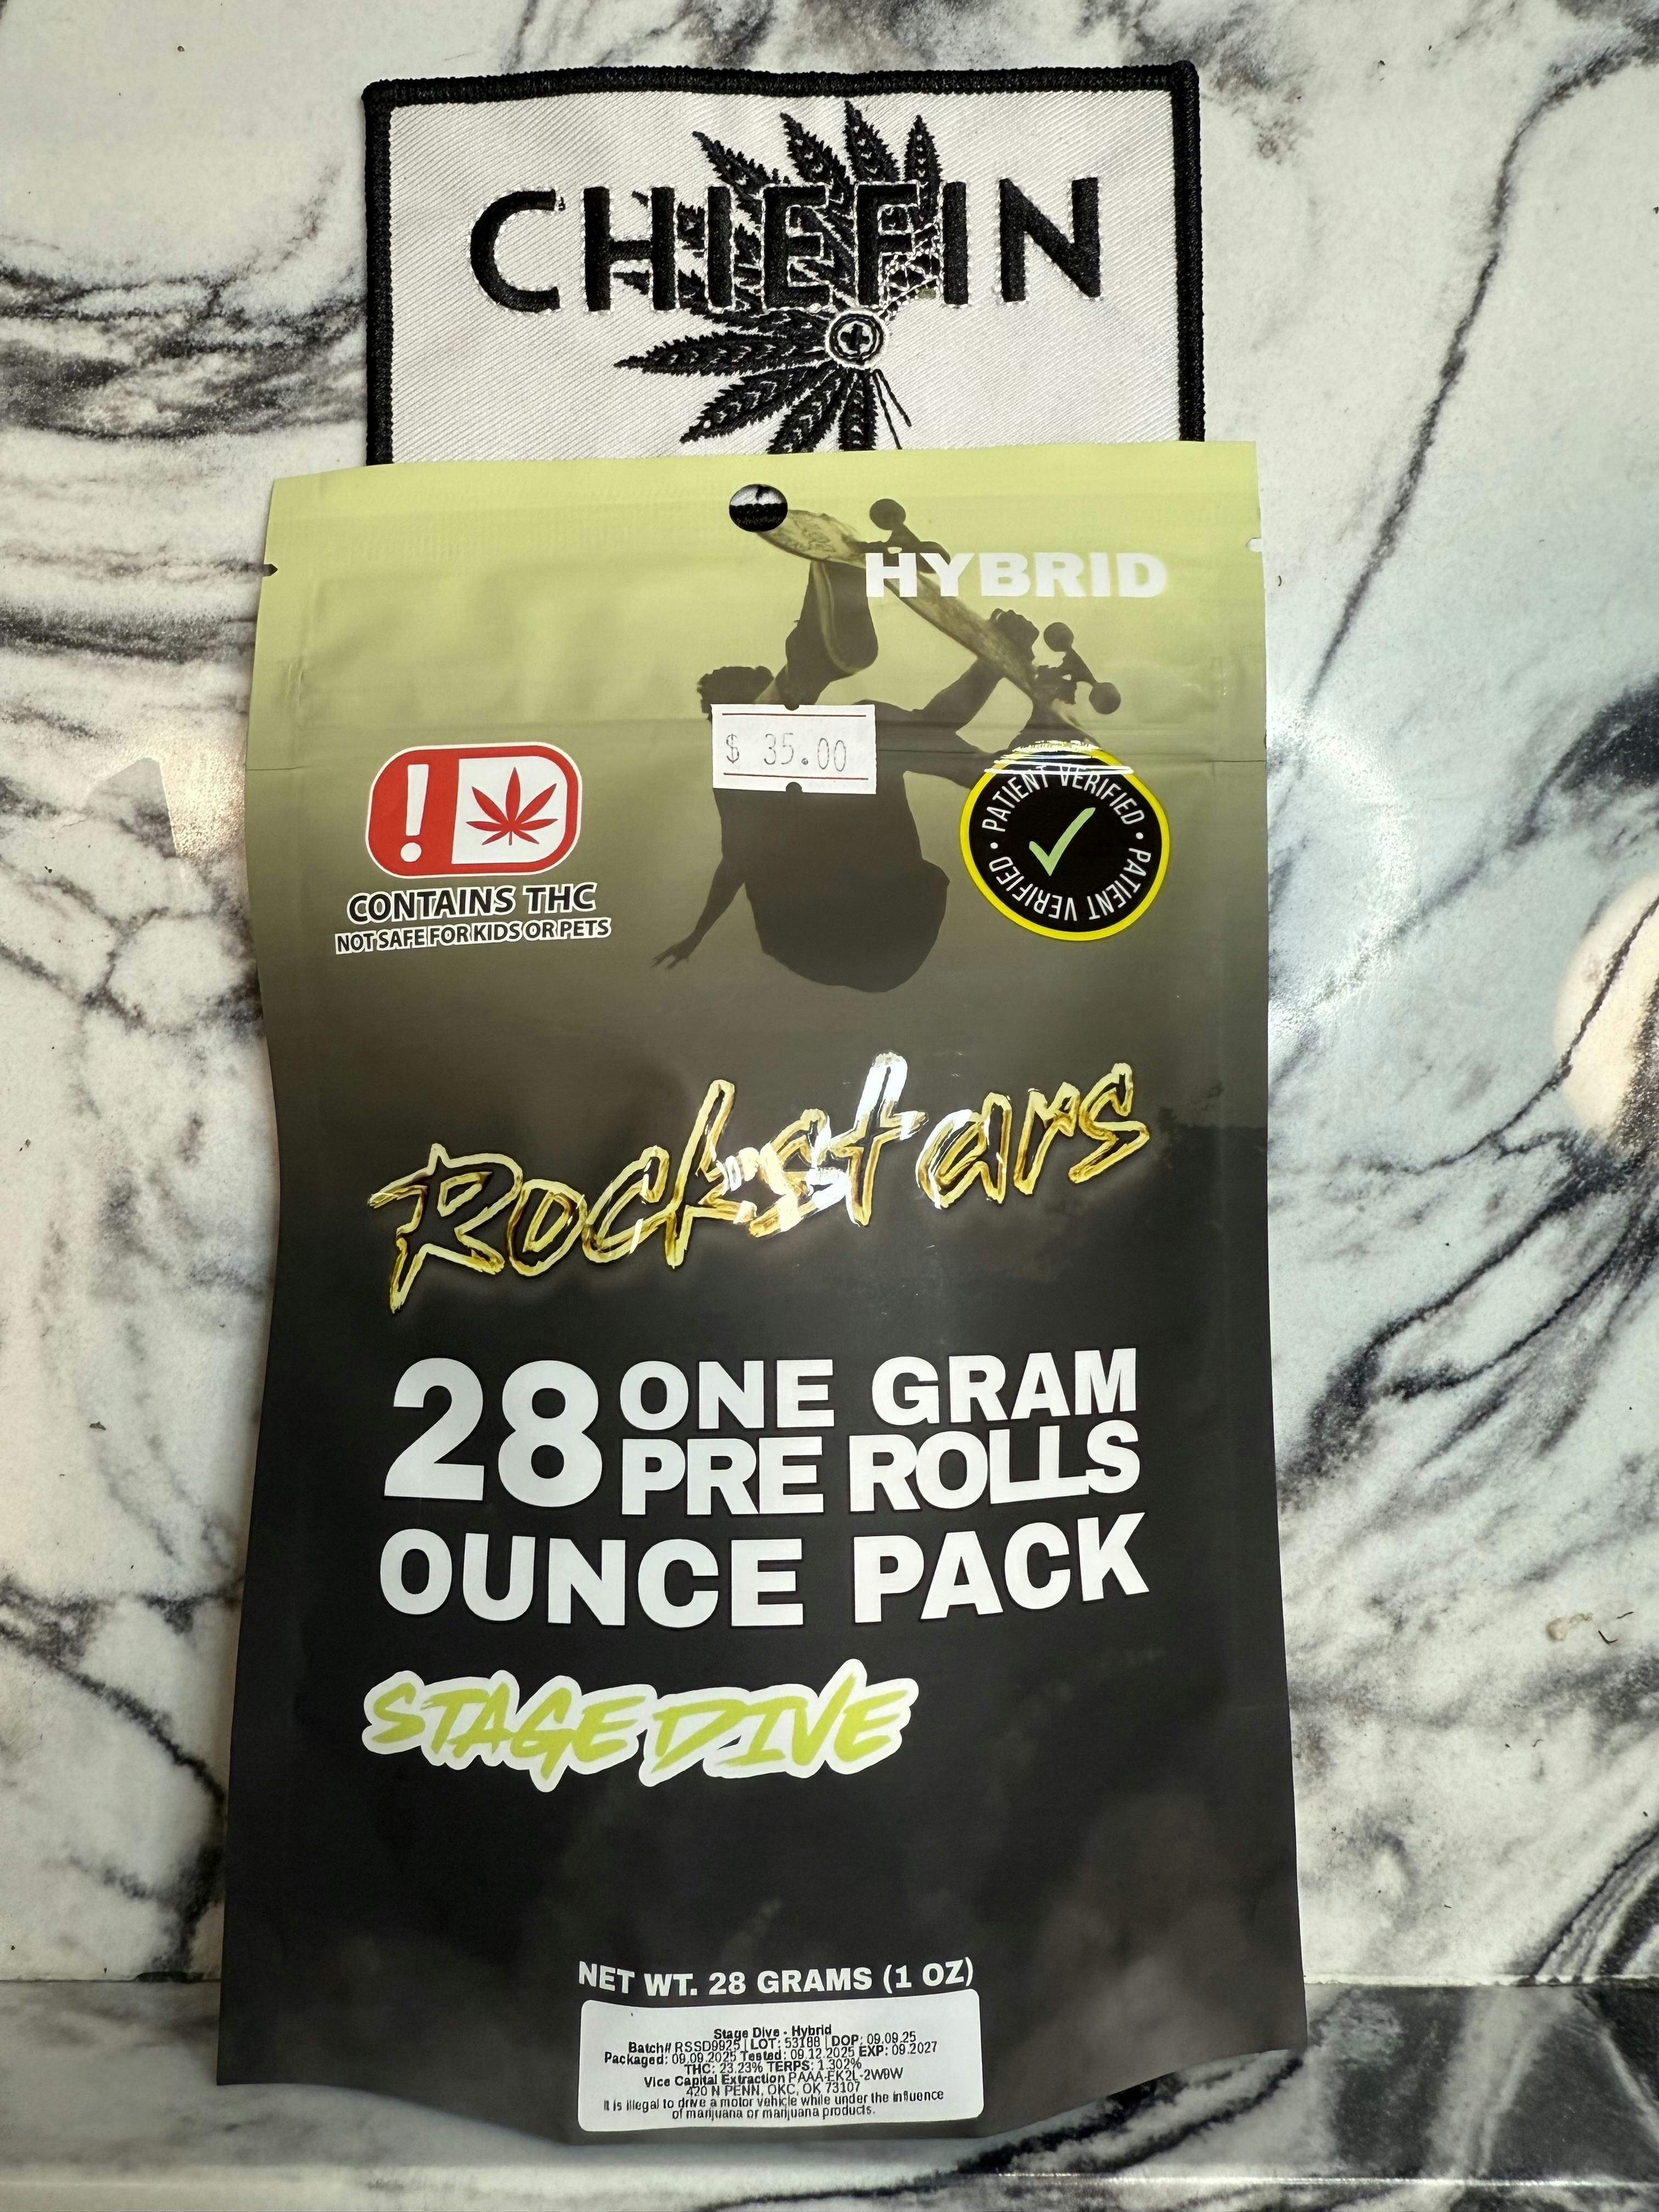 CHIEFIN
HYBRID
$ 35.00
CONTAINS THC
NOT SAFE FOR KIDS OR PETS
PATIENT VERIFIED • PATIENT VERIFIED •
Rockstars
28 ONE GRAM
PRE ROLLS
OUNCE PACK
STAGE DIVE
NET WT. 28 GRAMS (1 OZ)
Stage Dive - Hybrid
Batch# RSSD9925 | LOT: 53188 | DOP: 09.09.25
Packaged: 09.09.2025 Tested: 09.12.2025 EXP: 09.2027
THC: 23.23% TERPS: 1.302%
Vice Capital Extraction PAAA-EK2L-2W9W
420 N PENN, OKC, OK 73107
It is illegal to drive a motor vehicle while under the influence
of marijuana or marijuana products.